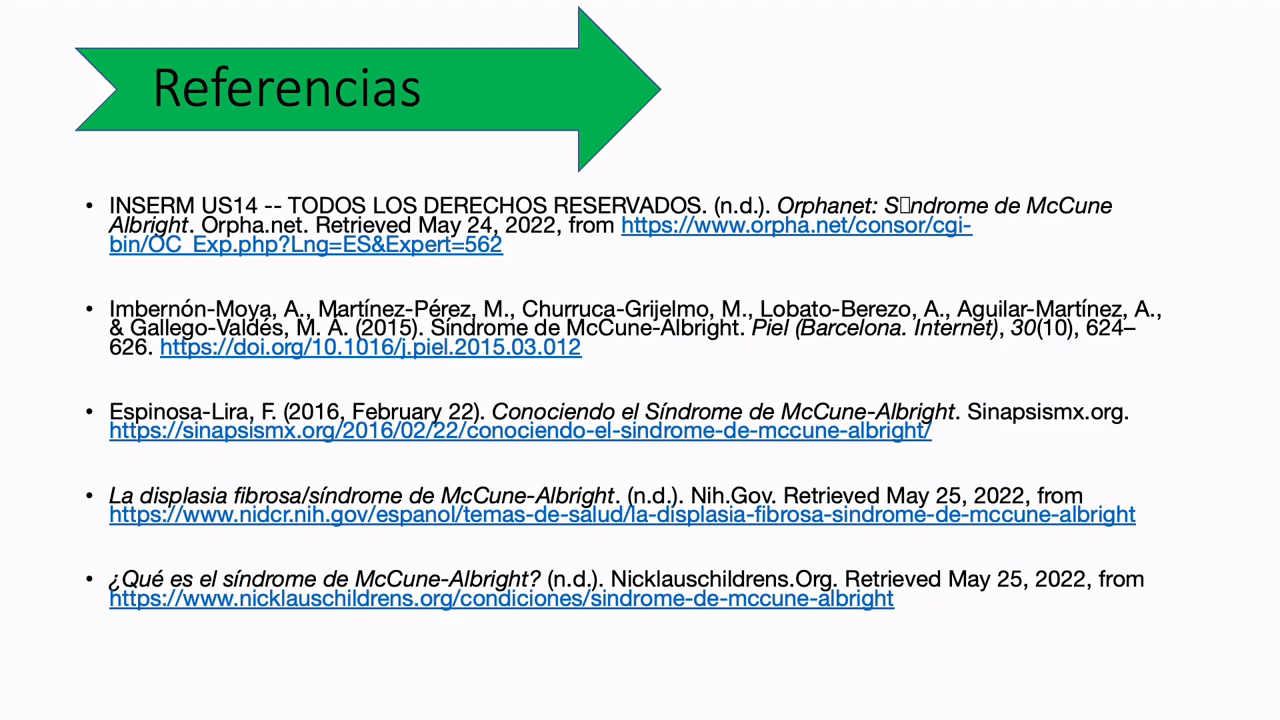 Referencias
• INSERM US14 -- TODOS LOS DERECHOS RESERVADOS. (n.d.). Orphanet: S□ndrome de McCune
Albright. Orpha.net. Retrieved May 24, 2022, from https://www.orpha.net/consor/cgi-
bin/OC_Exp.php?Lng=ES&Expert=562
• Imbernón-Moya, A., Martínez-Pérez, M., Churruca-Grijelmo, M., Lobato-Berezo, A., Aguilar-Martínez, A.,
& Gallego-Valdés, M. Á. (2015). Síndrome de McCune-Albright. Piel (Barcelona. Internet), 30(10), 624–
626. https://doi.org/10.1016/j.piel.2015.03.012
• Espinosa-Lira, F. (2016, February 22). Conociendo el Síndrome de McCune-Albright. Sinapsismx.org.
https://sinapsismx.org/2016/02/22/conociendo-el-sindrome-de-mccune-albright/
• La displasia fibrosa/síndrome de McCune-Albright. (n.d.). Nih.Gov. Retrieved May 25, 2022, from
https://www.nidcr.nih.gov/espanol/temas-de-salud/la-displasia-fibrosa-sindrome-de-mccune-albright
• ¿Qué es el síndrome de McCune-Albright? (n.d.). Nicklauschildrens.Org. Retrieved May 25, 2022, from
https://www.nicklauschildrens.org/condiciones/sindrome-de-mccune-albright